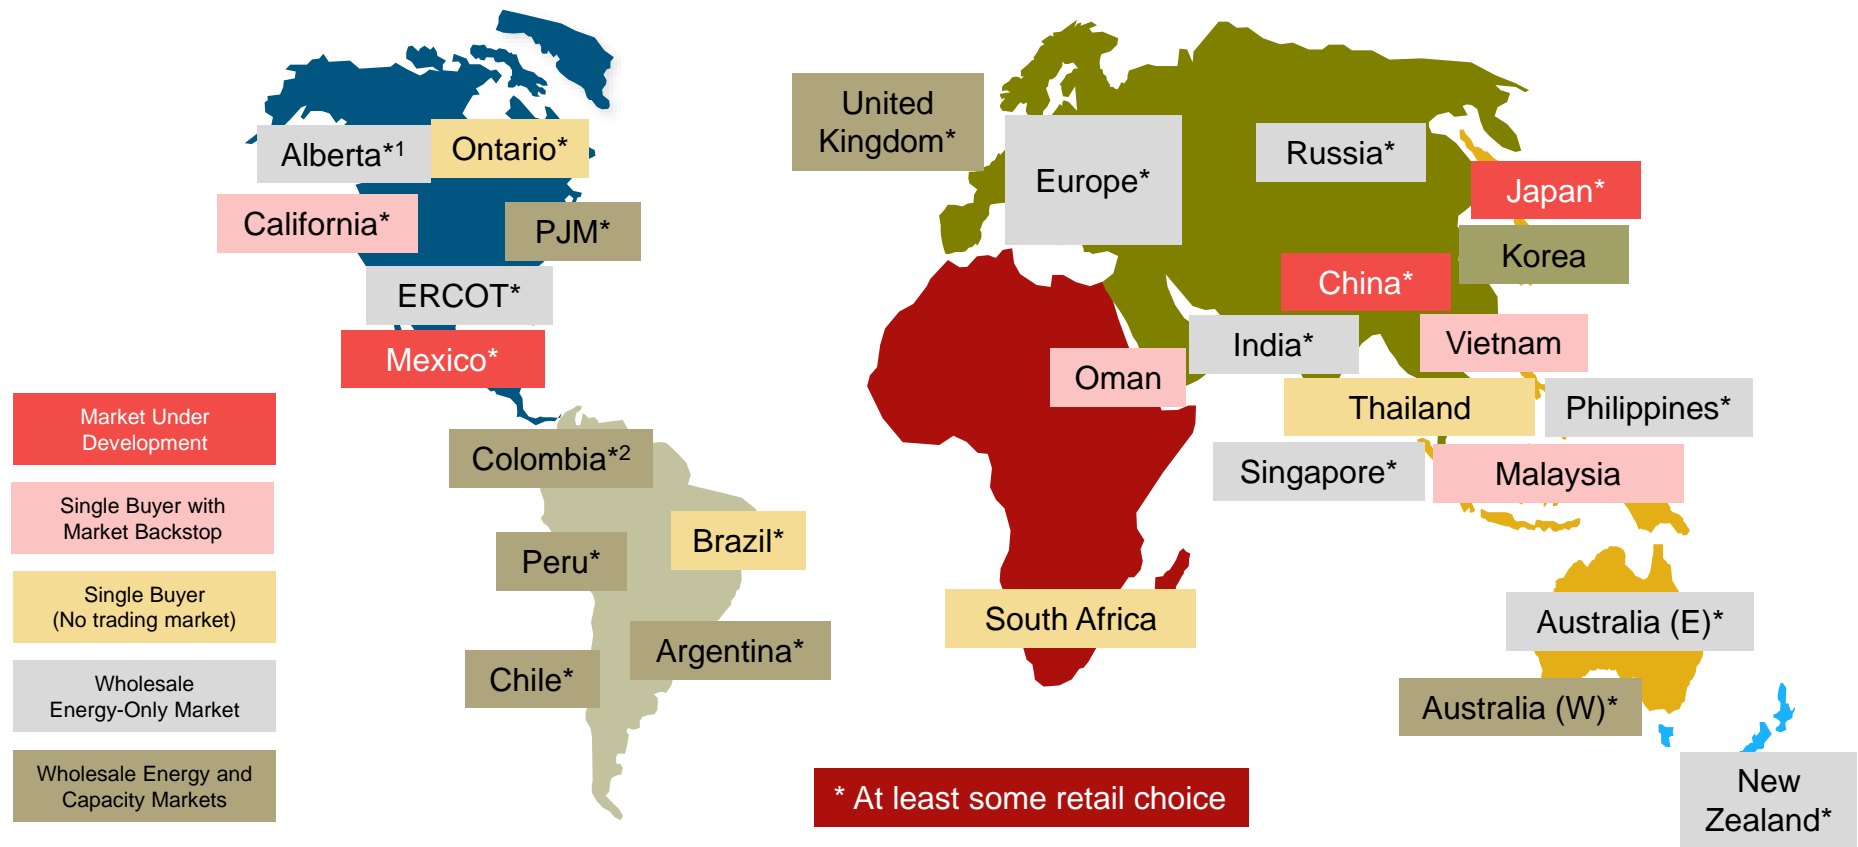 United
Kingdom*
Alberta*1
Ontario*
Europe*
Russia*
Japan*
California*
PJM*
Korea
ERCOT*
China*
Mexico*
India*
Vietnam
Oman
Thailand
Philippines*
Market Under
Development
Colombia*2
Singapore*
Malaysia
Single Buyer with
Market Backstop
Peru*
Brazil*
Single Buyer
(No trading market)
South Africa
Australia (E)*
Argentina*
Chile*
Wholesale
Energy-Only Market
Australia (W)*
Wholesale Energy and
Capacity Markets
* At least some retail choice
New
Zealand*